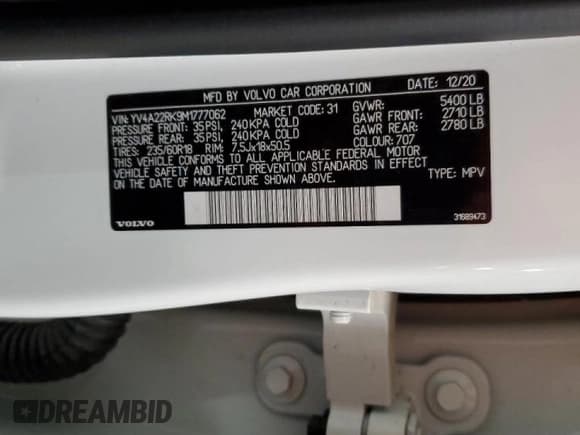 MFD BY VOLVO CAR CORPORATION DATE: 12/20
VIN: YV4A22RK9M1777062 MARKET CODE: 31 GVWR: 5400 LB
PRESSURE FRONT: 35PSI, 240KPA COLD GAWR FRONT: 2710 LB
PRESSURE REAR: 35PSI, 240KPA COLD GAWR REAR: 2780 LB
TIRES: 235/60R18 RIM: 7.5Jx18x50.5 COLOUR: 707
THIS VEHICLE CONFORMS TO ALL APPLICABLE FEDERAL MOTOR
VEHICLE SAFETY AND THEFT PREVENTION STANDARDS IN EFFECT
ON DATE OF MANUFACTURE SHOWN ABOVE. TYPE: MPV
VOLVO 31689473
DREAMBID